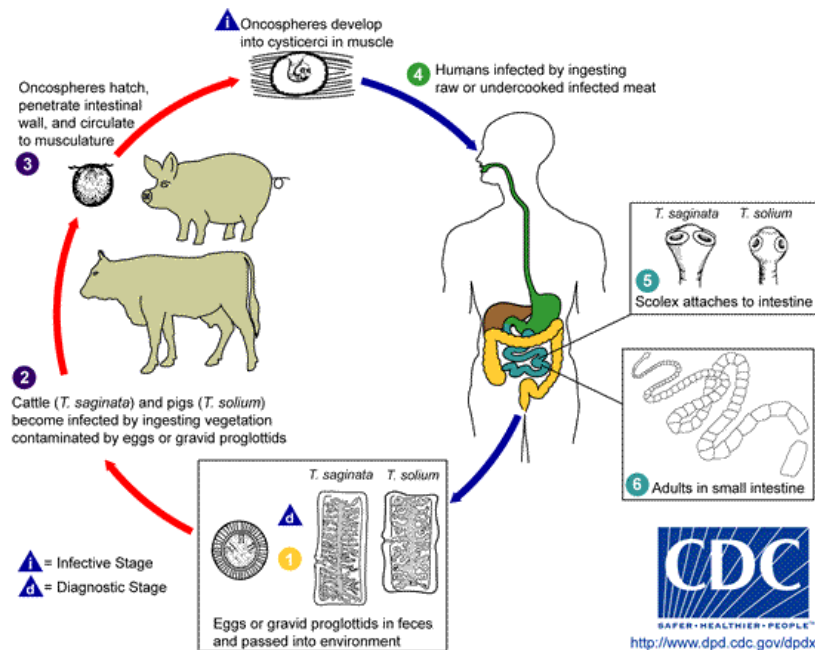 i
Oncospheres develop
into cysticerci in muscle
4
Humans infected by ingesting
raw or undercooked infected meat
Oncospheres hatch,
penetrate intestinal
wall, and circulate
to musculature
3
T. saginata T. solium
5
Scolex attaches to intestine
2
Cattle (T. saginata) and pigs (T. solium)
become infected by ingesting vegetation
contaminated by eggs or gravid proglottids
6
Adults in small intestine
T. saginata T. solium
d
1
Eggs or gravid proglottids in feces
and passed into environment
i = Infective Stage
d = Diagnostic Stage
CDC
SAFER • HEALTHIER • PEOPLE™
http://www.dpd.cdc.gov/dpdx